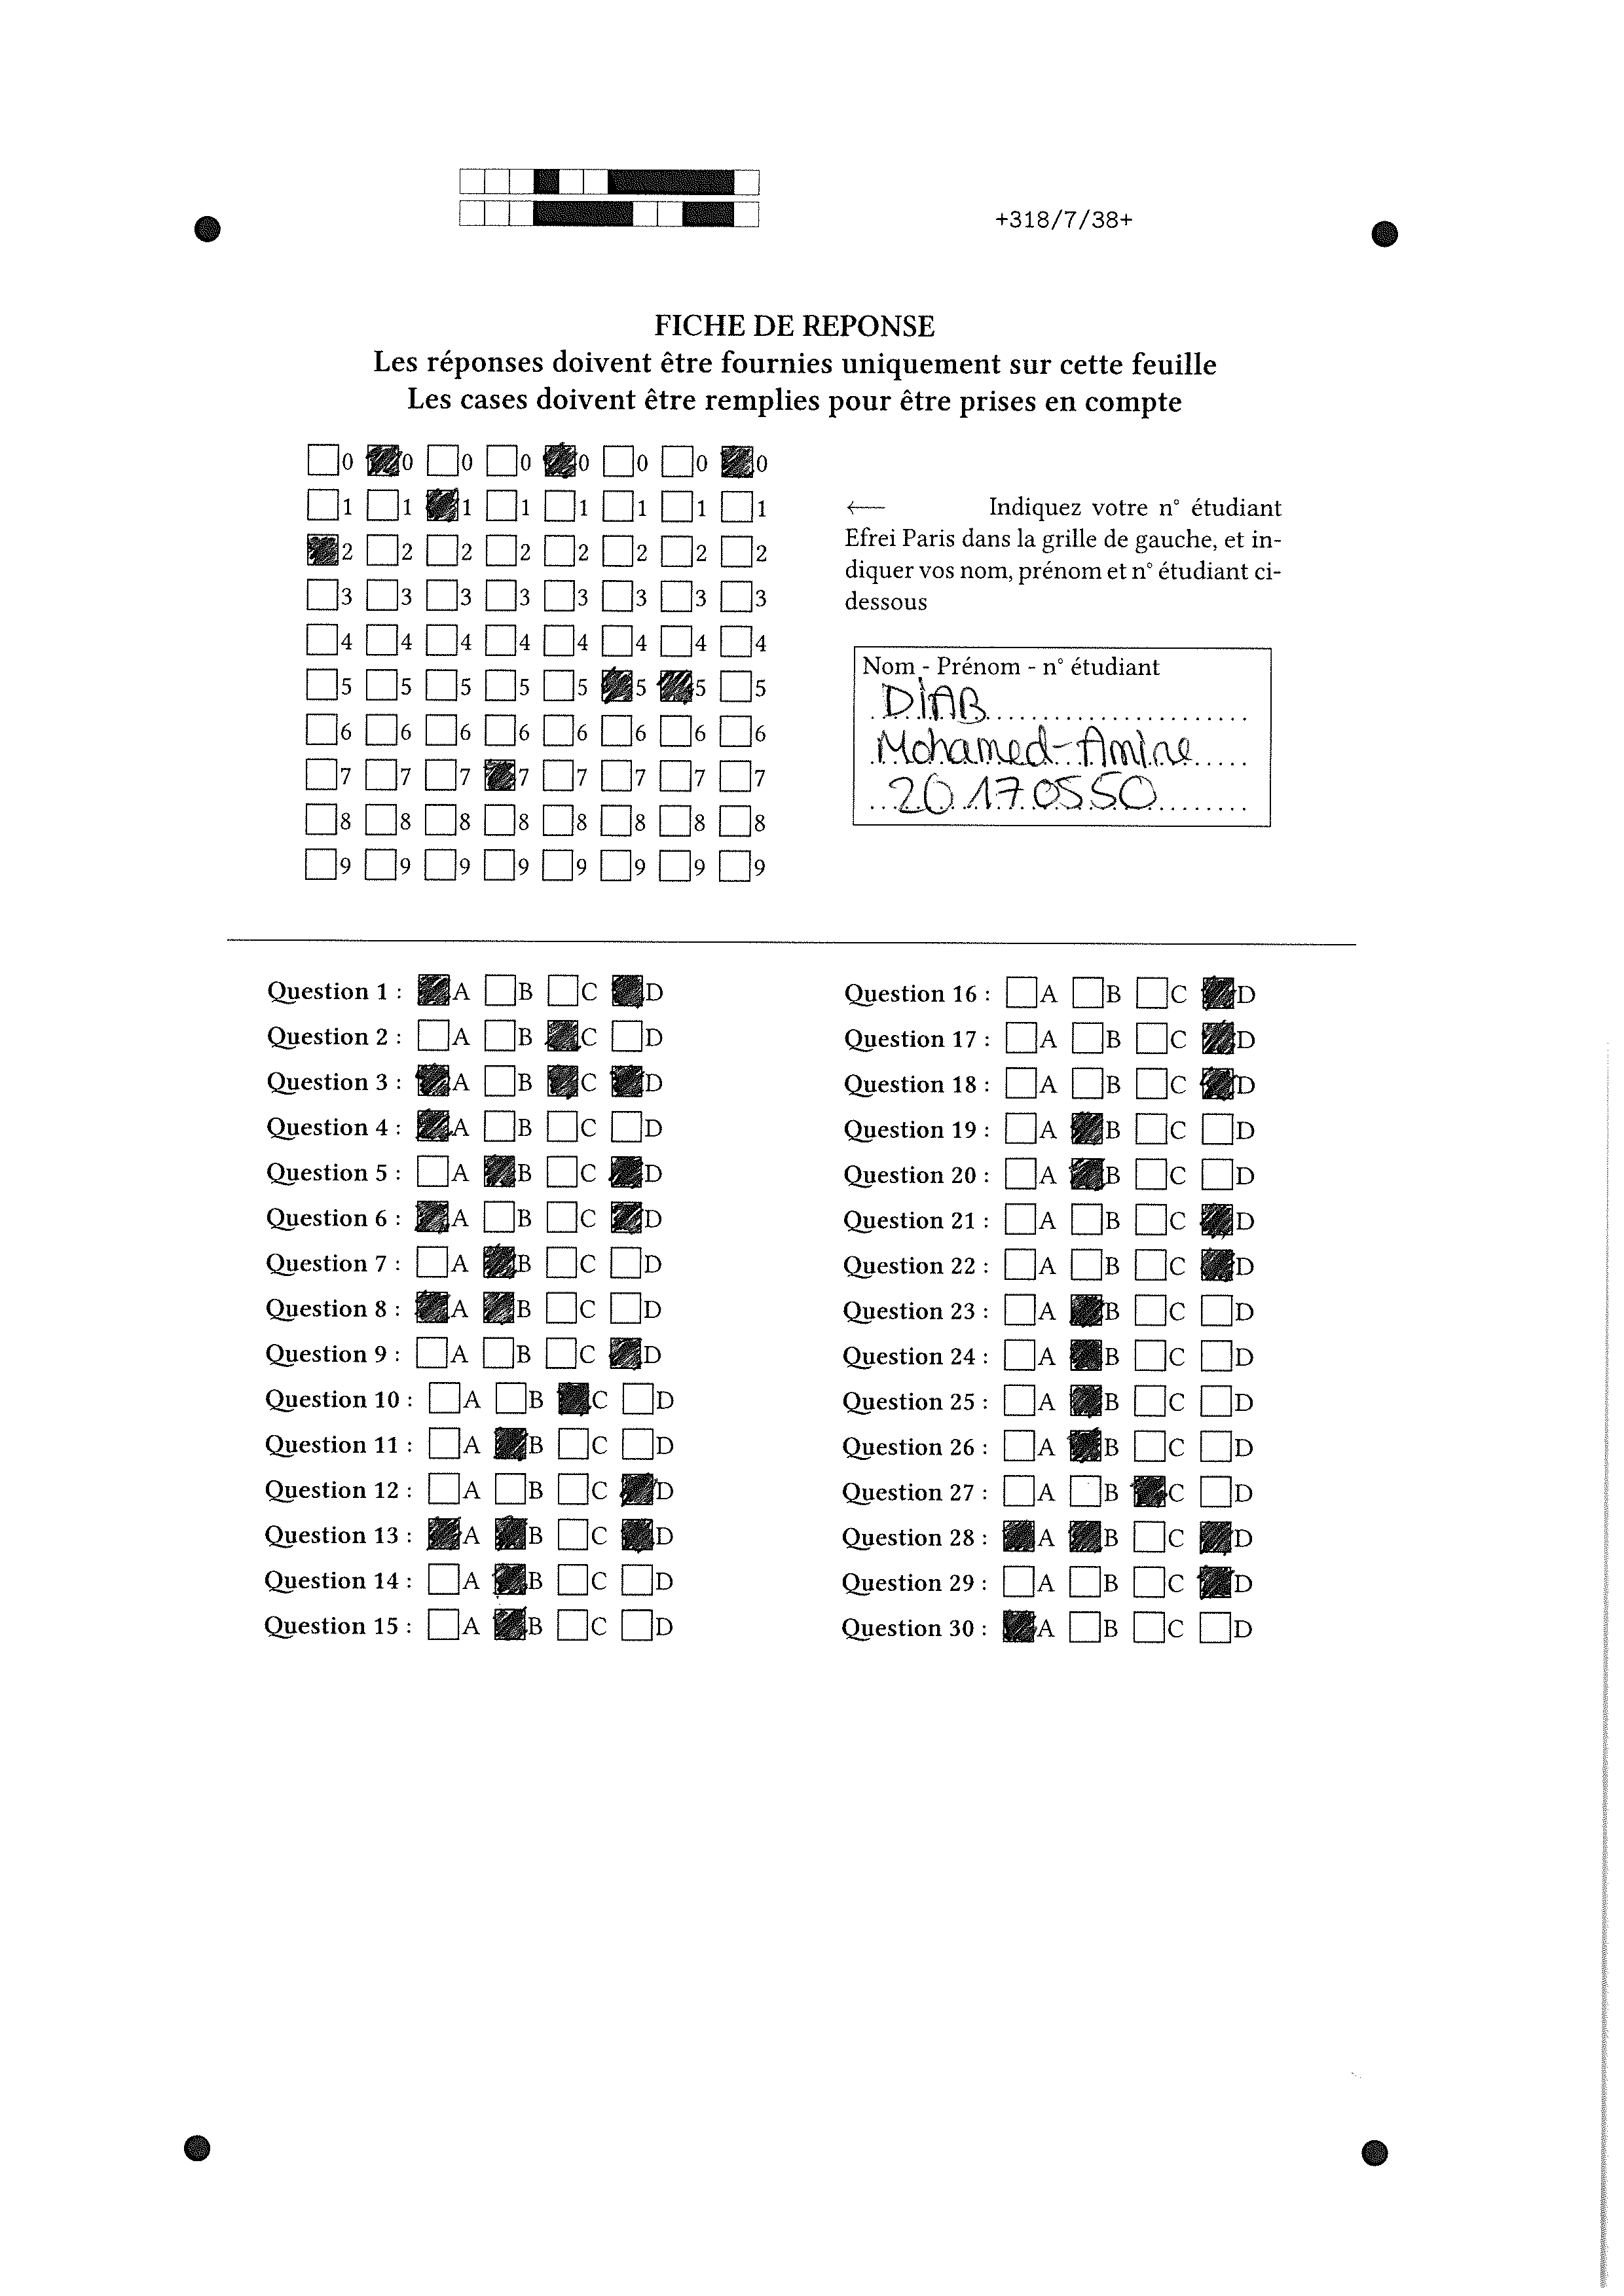 +318/7/38+
FICHE DE REPONSE
Les réponses doivent être fournies uniquement sur cette feuille
Les cases doivent être remplies pour être prises en compte
0 0 0 0 0 0 0 0
1 1 1 1 1 1 1 1
2 2 2 2 2 2 2 2
3 3 3 3 3 3 3 3
4 4 4 4 4 4 4 4
5 5 5 5 5 5 5 5
6 6 6 6 6 6 6 6
7 7 7 7 7 7 7 7
8 8 8 8 8 8 8 8
9 9 9 9 9 9 9 9
← Indiquez votre n° étudiant
Efrei Paris dans la grille de gauche, et in-
diquer vos nom, prénom et n° étudiant ci-
dessous
Nom - Prénom - n° étudiant
DIAB
Mohamed-Amine
20170550
Question 1 : A B C D
Question 2 : A B C D
Question 3 : A B C D
Question 4 : A B C D
Question 5 : A B C D
Question 6 : A B C D
Question 7 : A B C D
Question 8 : A B C D
Question 9 : A B C D
Question 10 : A B C D
Question 11 : A B C D
Question 12 : A B C D
Question 13 : A B C D
Question 14 : A B C D
Question 15 : A B C D
Question 16 : A B C D
Question 17 : A B C D
Question 18 : A B C D
Question 19 : A B C D
Question 20 : A B C D
Question 21 : A B C D
Question 22 : A B C D
Question 23 : A B C D
Question 24 : A B C D
Question 25 : A B C D
Question 26 : A B C D
Question 27 : A B C D
Question 28 : A B C D
Question 29 : A B C D
Question 30 : A B C D